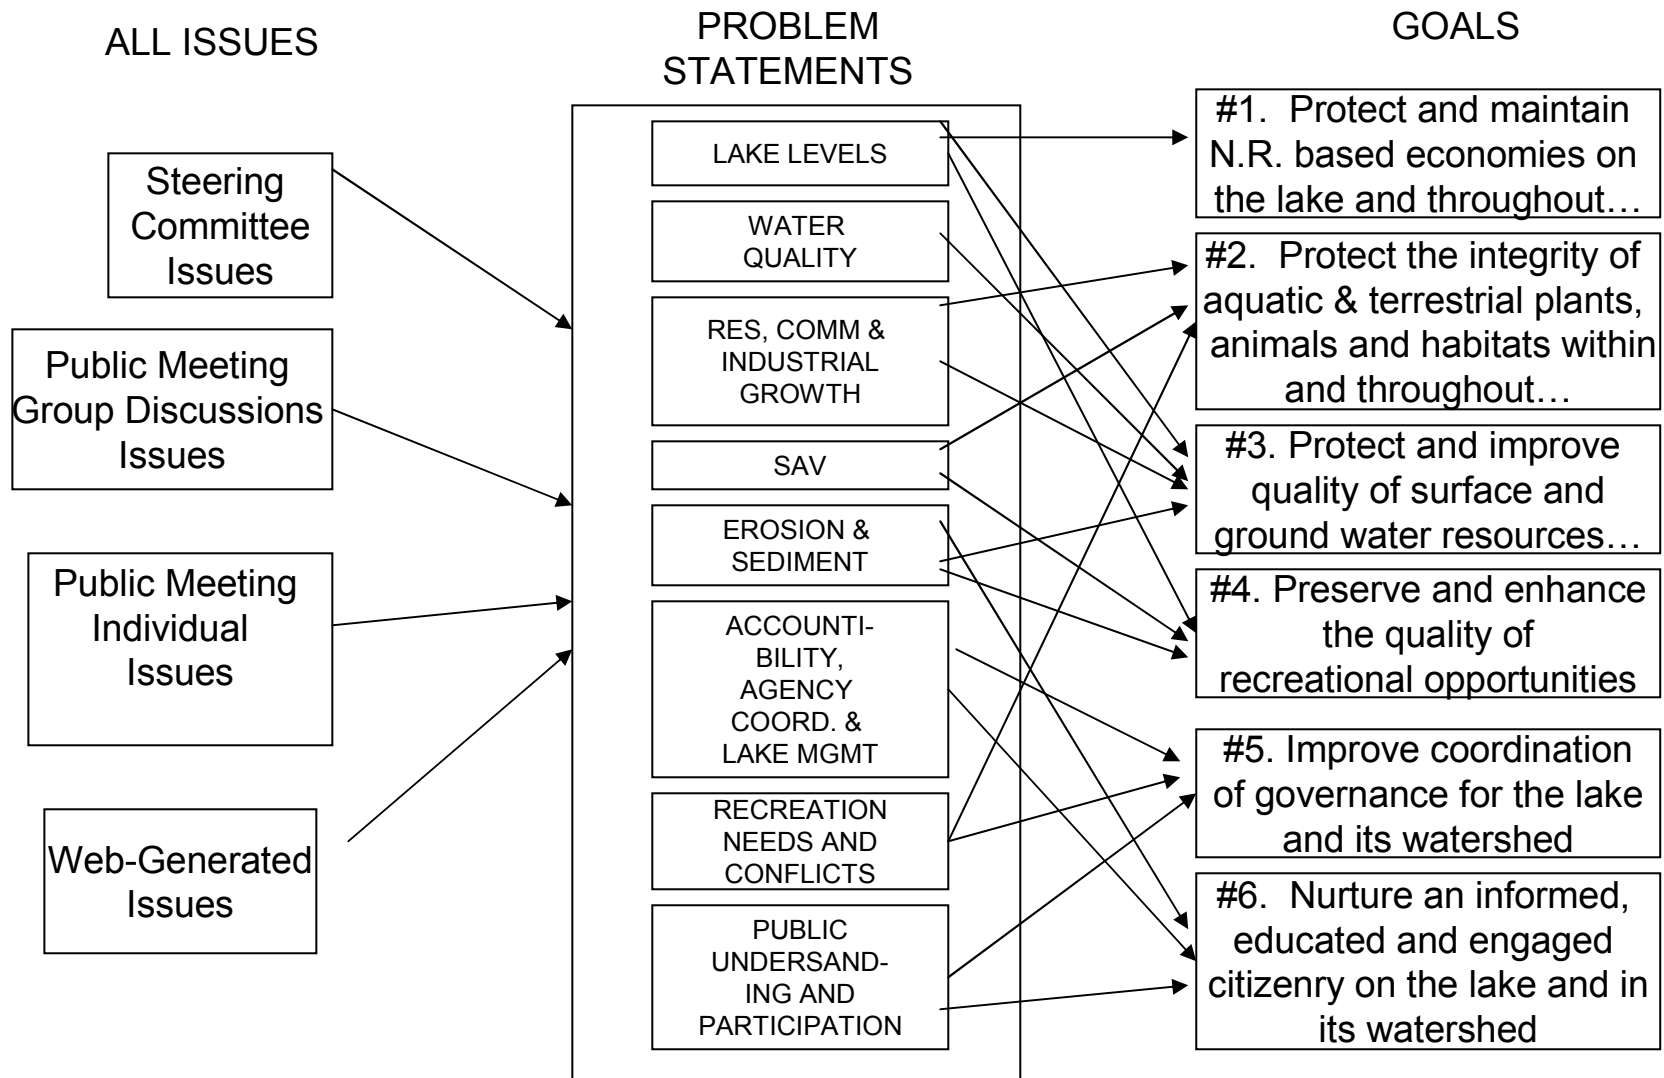 ALL ISSUES
Steering
Committee
Issues
Public Meeting
Group Discussions
Issues
Public Meeting
Individual
Issues
Web-Generated
Issues
PROBLEM
STATEMENTS
LAKE LEVELS
WATER
QUALITY
RES, COMM &
INDUSTRIAL
GROWTH
SAV
EROSION &
SEDIMENT
ACCOUNTI-
BILITY,
AGENCY
COORD. &
LAKE MGMT
RECREATION
NEEDS AND
CONFLICTS
PUBLIC
UNDERSAND-
ING AND
PARTICIPATION
GOALS
#1. Protect and maintain
N.R. based economies on
the lake and throughout…
#2. Protect the integrity of
aquatic & terrestrial plants,
animals and habitats within
and throughout…
#3. Protect and improve
quality of surface and
ground water resources…
#4. Preserve and enhance
the quality of
recreational opportunities
#5. Improve coordination
of governance for the lake
and its watershed
#6. Nurture an informed,
educated and engaged
citizenry on the lake and in
its watershed